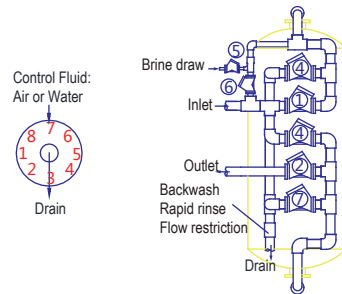 Control Fluid:
Air or Water
7
8 6
1 5
2 4
3
Drain
⑤
Brine draw
⑥
Inlet
④
①
④
Outlet
②
Backwash
Rapid rinse
Flow restriction
⑦
Drain